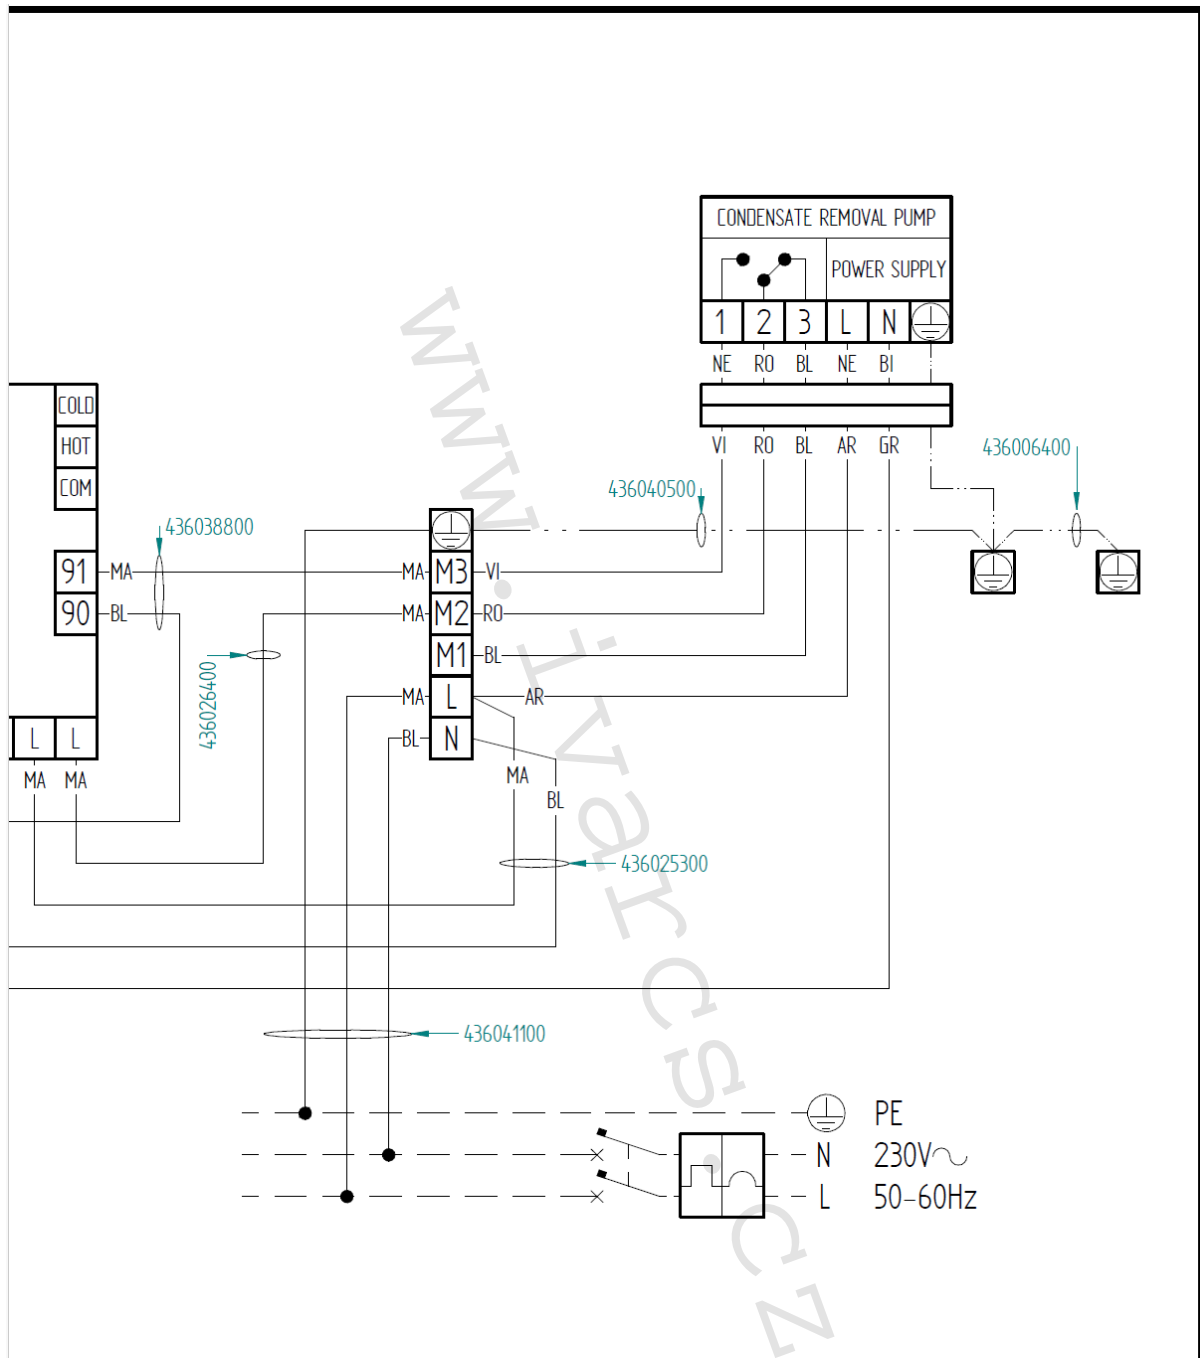 CONDENSATE REMOVAL PUMP
POWER SUPPLY
1 2 3 L N
NE RO BL NE BI
VI RO BL AR GR
436006400
436040500
COLD
HOT
COM
436038800
91 MA MA M3 VI
90 BL MA M2 RO
M1 BL
436026400
MA L AR
L L BL N
MA MA MA
BL
436025300
436041100
PE
N 230V
L 50-60Hz
www.ivarcs.cz